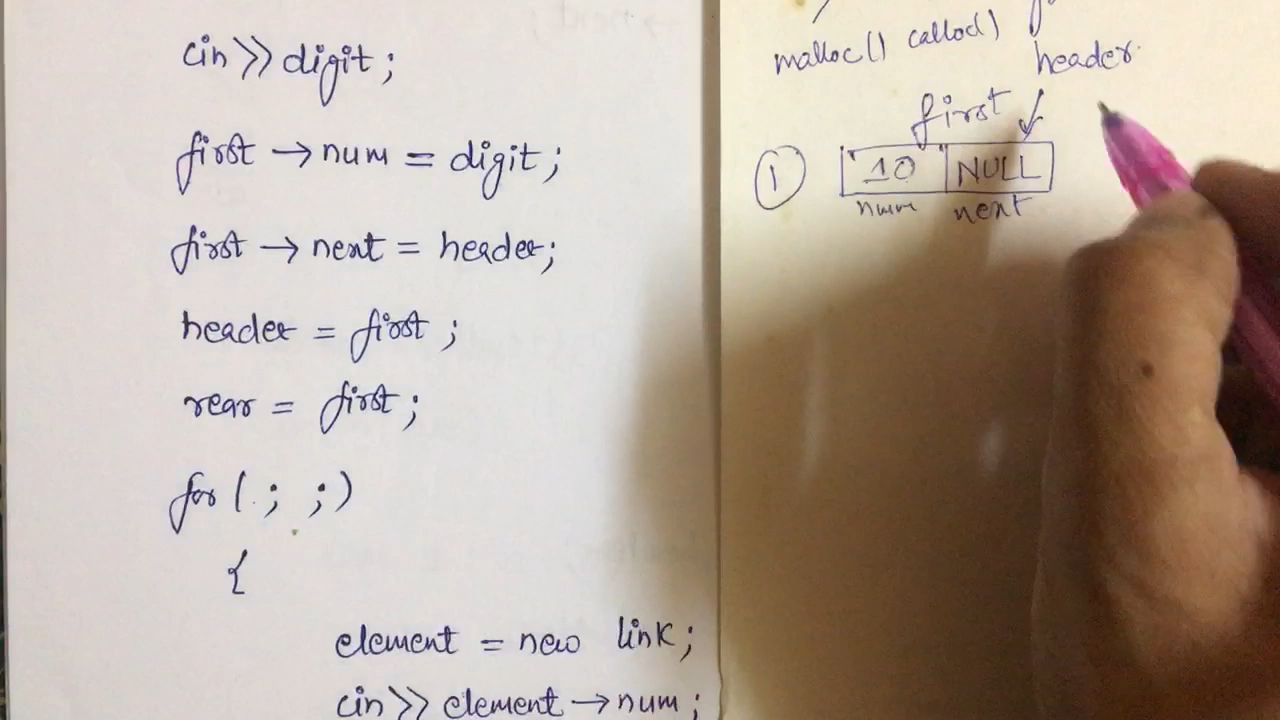 cin >> digit;
first → num = digit;
first → next = header;
header = first;
rear = first;
for ( ; ; )
{
element = new link;
cin >> element → num;
malloc() calloc()
header
first
1 10 NULL
num next